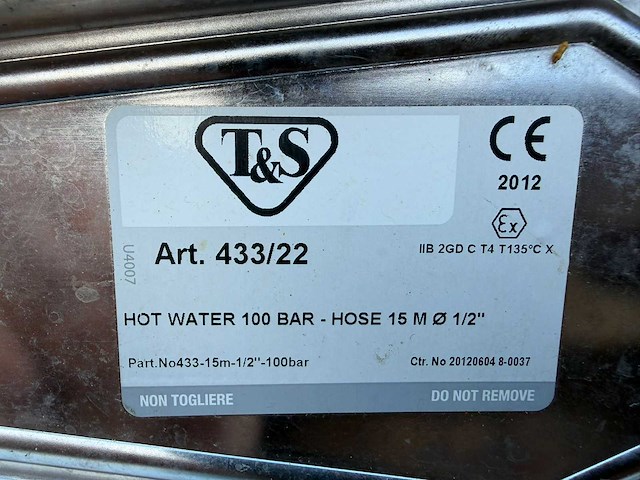 T&S
CE
2012
Ex
IIB 2GD C T4 T135°C X
U4007
Art. 433/22
HOT WATER 100 BAR - HOSE 15 M Ø 1/2"
Part.No433-15m-1/2"-100bar
Ctr. No 20120604 8-0037
NON TOGLIERE
DO NOT REMOVE